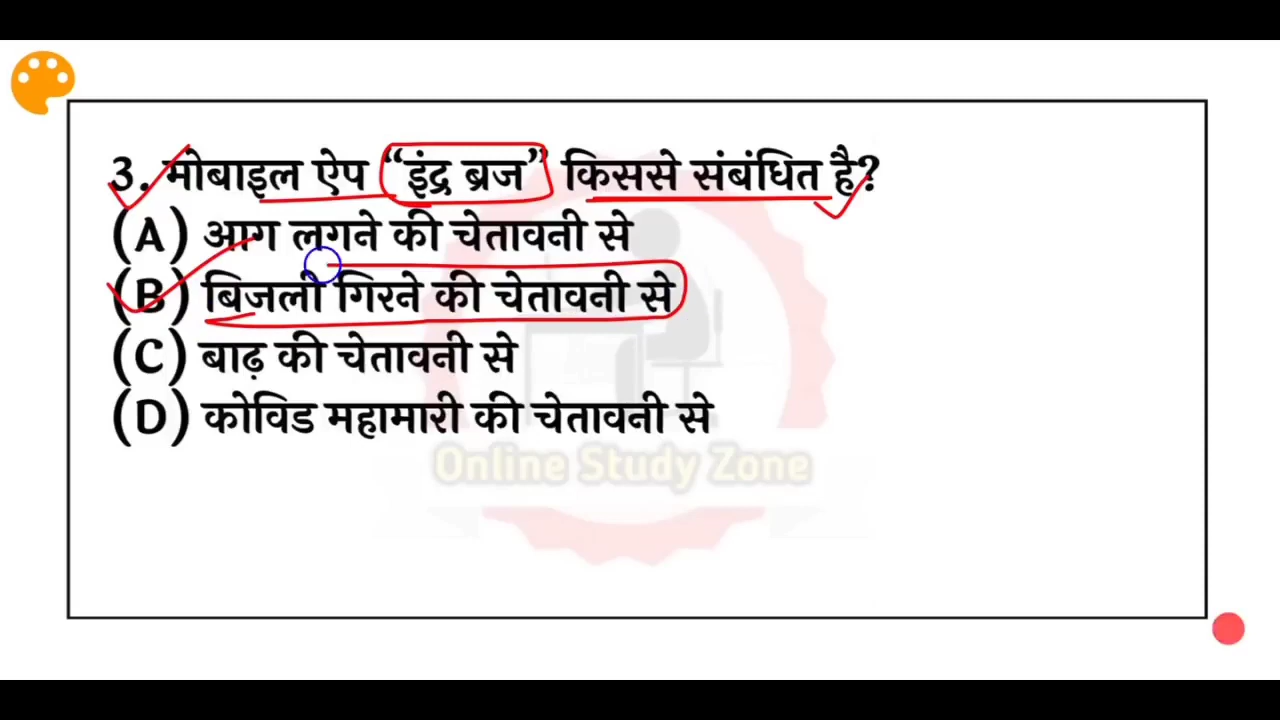 3. मोबाइल ऐप “इंद्र ब्रज” किससे संबंधित है?
(A) आग लगने की चेतावनी से
(B) बिजली गिरने की चेतावनी से
(C) बाढ़ की चेतावनी से
(D) कोविड महामारी की चेतावनी से
Online Study Zone